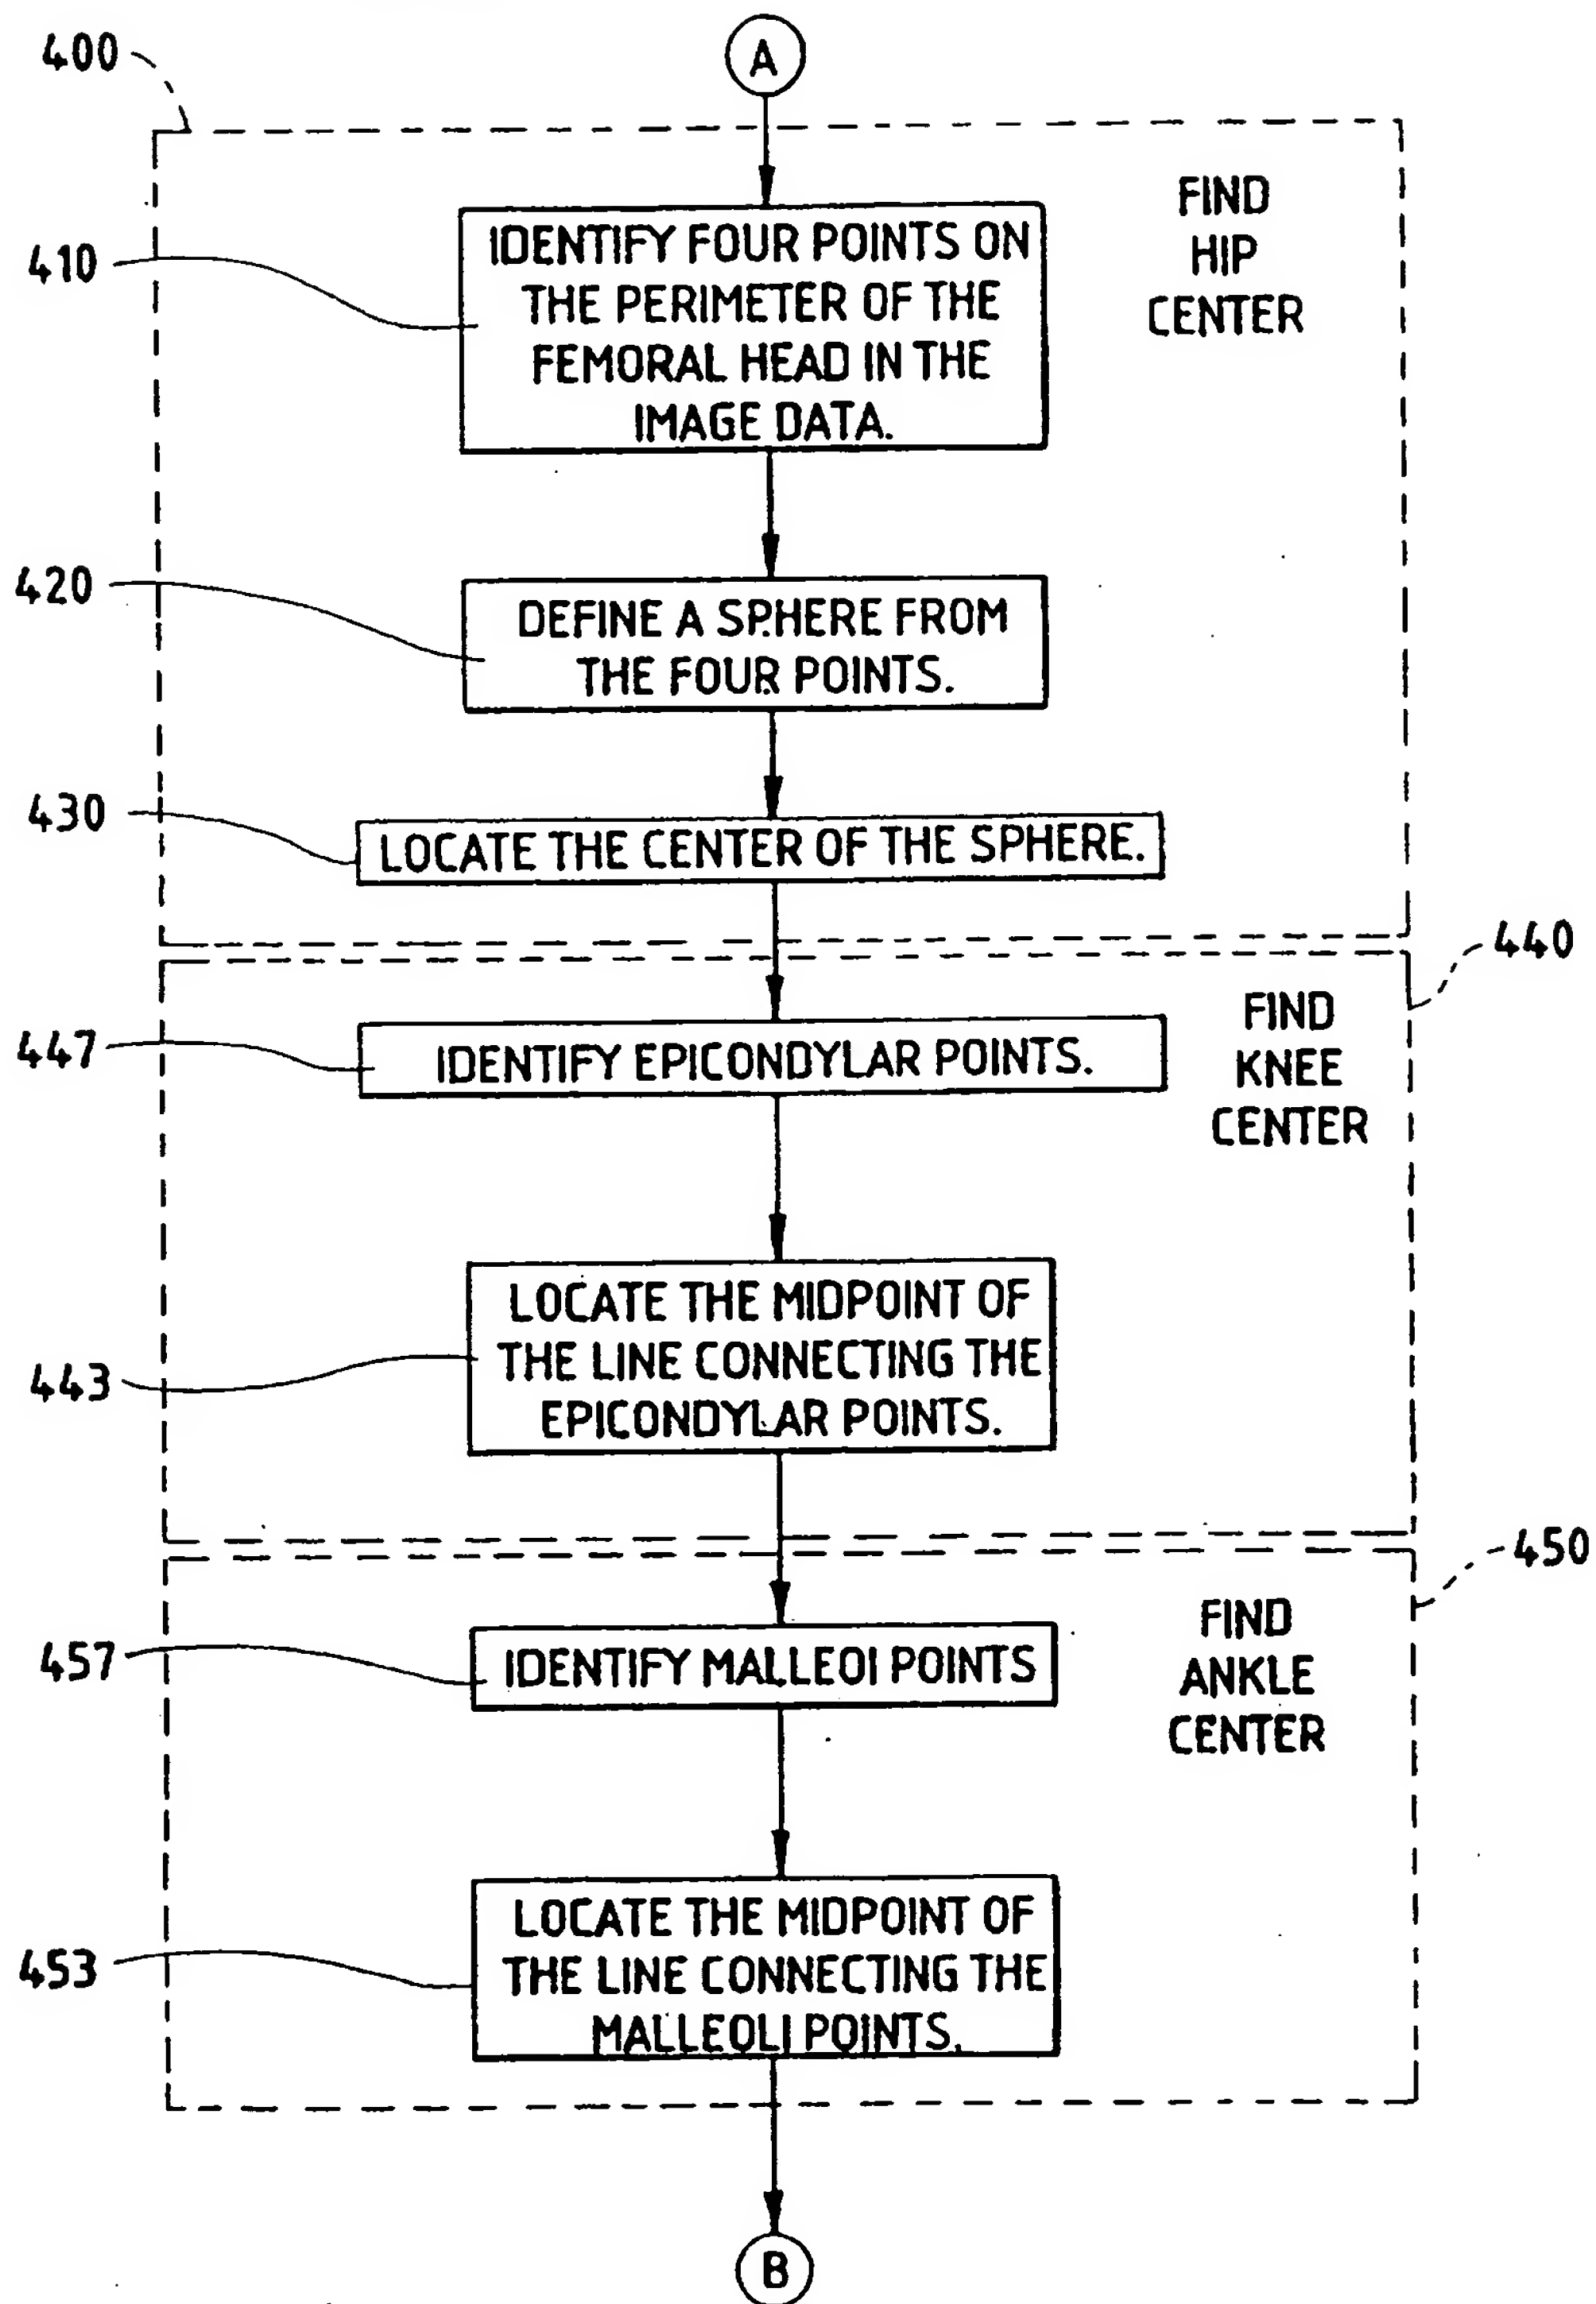 A
400
FIND
HIP
CENTER
410
IDENTIFY FOUR POINTS ON
THE PERIMETER OF THE
FEMORAL HEAD IN THE
IMAGE DATA.
420
DEFINE A SPHERE FROM
THE FOUR POINTS.
430
LOCATE THE CENTER OF THE SPHERE.
440
FIND
KNEE
CENTER
447
IDENTIFY EPICONDYLAR POINTS.
443
LOCATE THE MIDPOINT OF
THE LINE CONNECTING THE
EPICONDYLAR POINTS.
450
FIND
ANKLE
CENTER
457
IDENTIFY MALLEOI POINTS
453
LOCATE THE MIDPOINT OF
THE LINE CONNECTING THE
MALLEOLI POINTS.
B